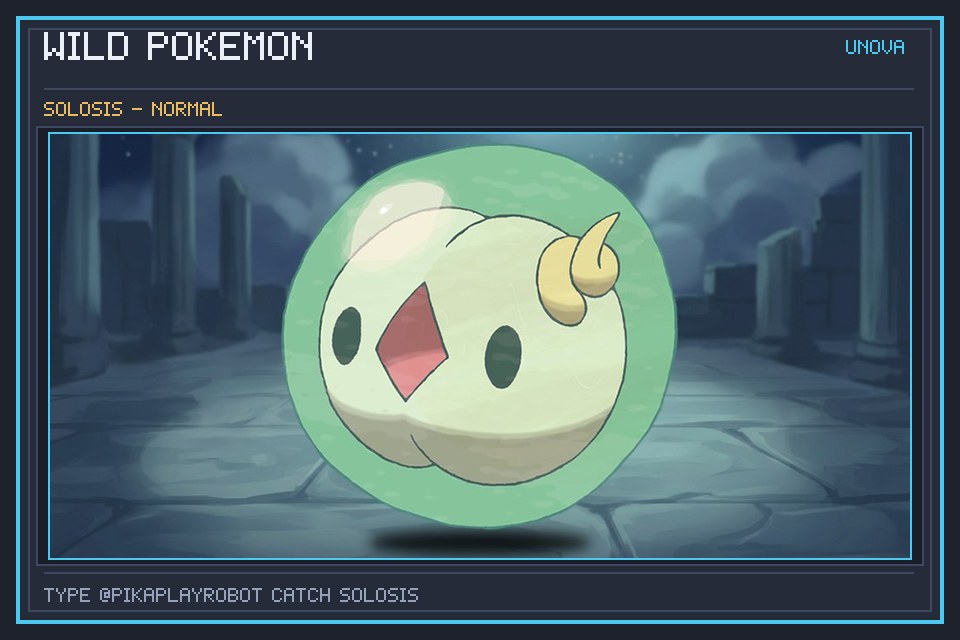 WILD POKEMON
UNOVA
SOLOSIS – NORMAL
TYPE @PIKAPLAYROBOT CATCH SOLOSIS